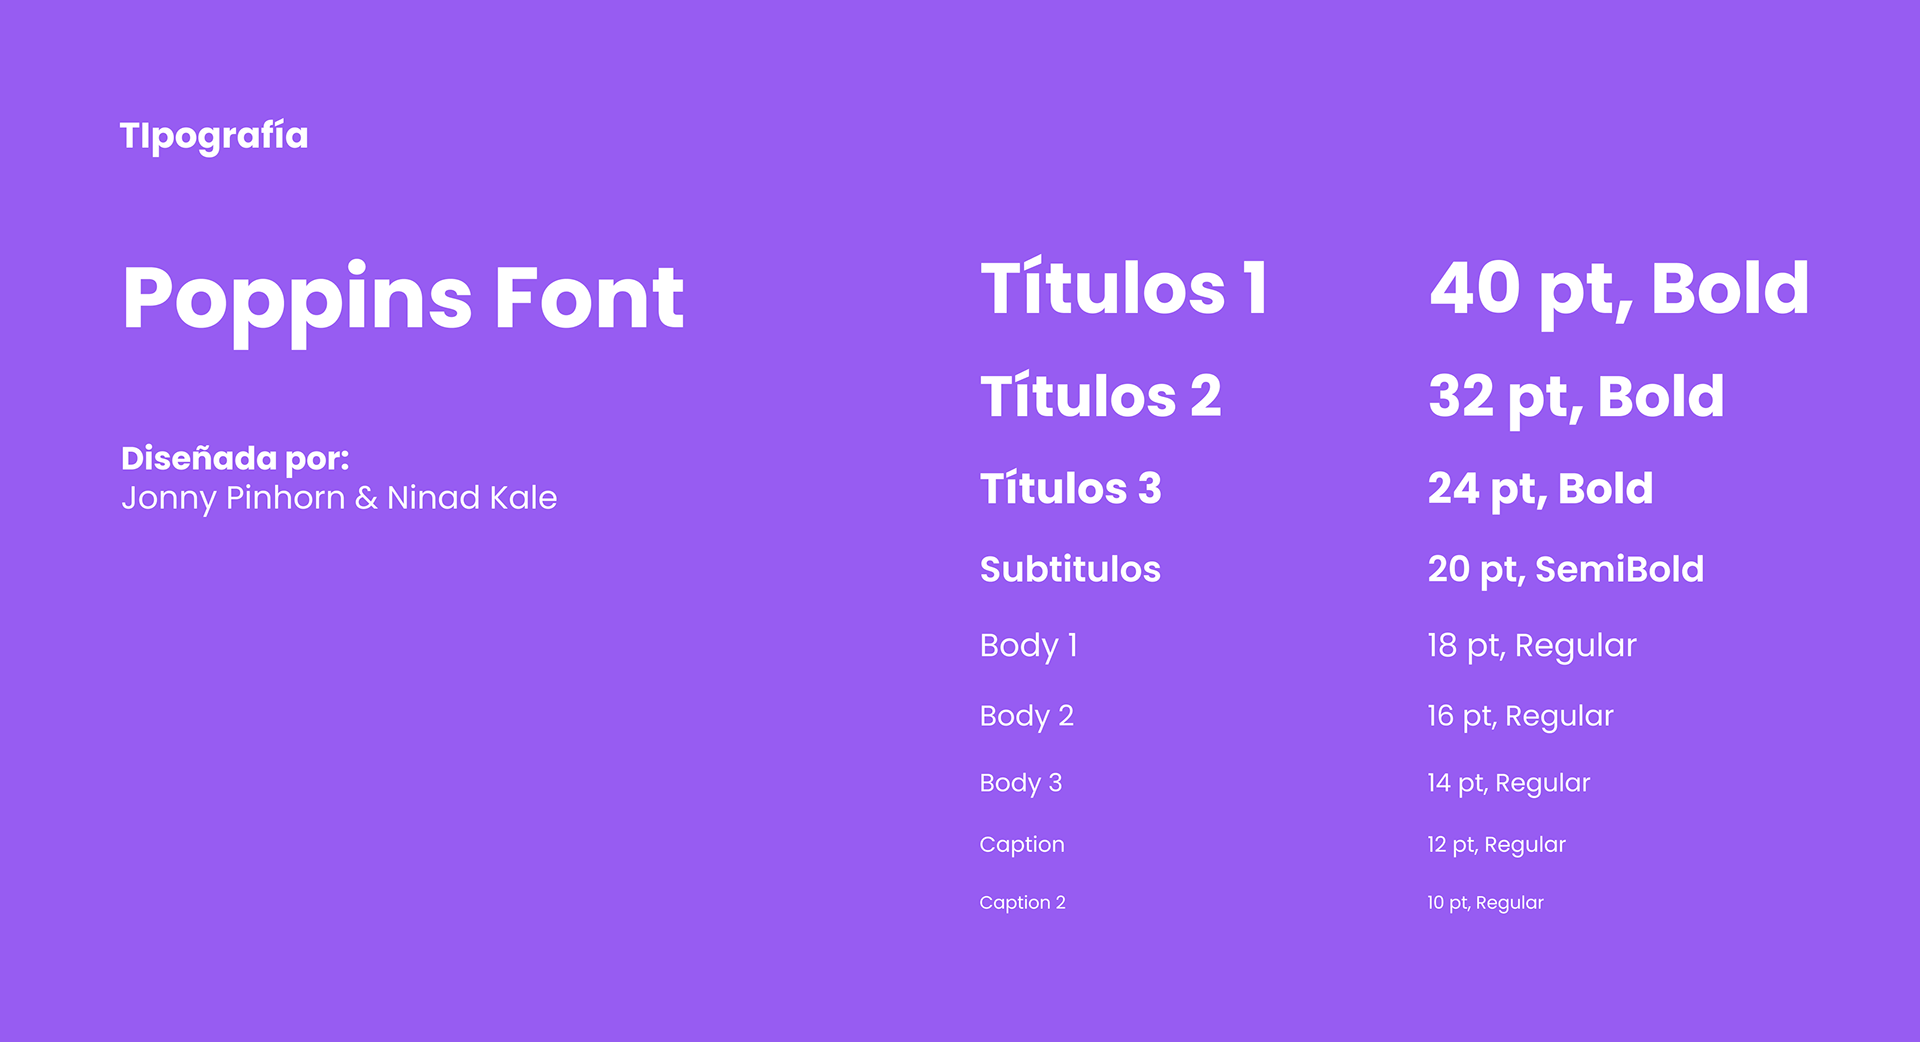 TIpografía
Poppins Font
Diseñada por:
Jonny Pinhorn & Ninad Kale
Títulos 1 40 pt, Bold
Títulos 2 32 pt, Bold
Títulos 3 24 pt, Bold
Subtitulos 20 pt, SemiBold
Body 1 18 pt, Regular
Body 2 16 pt, Regular
Body 3 14 pt, Regular
Caption 12 pt, Regular
Caption 2 10 pt, Regular